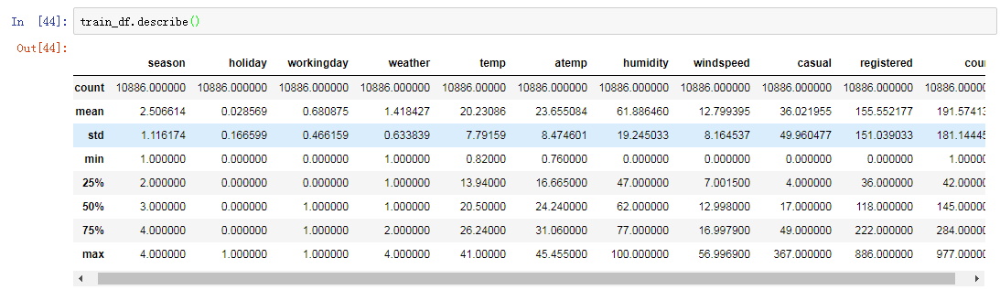 In [44]: train_df.describe()
Out[44]:
season holiday workingday weather temp atemp humidity windspeed casual registered
count 10886.000000 10886.000000 10886.000000 10886.000000 10886.00000 10886.000000 10886.000000 10886.000000 10886.000000 10886.000000 10886.0000
mean 2.506614 0.028569 0.680875 1.418427 20.23086 23.655084 61.886460 12.799395 36.021955 155.552177 191.57413
std 1.116174 0.166599 0.466159 0.633839 7.79159 8.474601 19.245033 8.164537 49.960477 151.039033 181.14445
min 1.000000 0.000000 0.000000 1.000000 0.82000 0.760000 0.000000 0.000000 0.000000 0.000000 1.00000
25% 2.000000 0.000000 0.000000 1.000000 13.94000 16.665000 47.000000 7.001500 4.000000 36.000000 42.00000
50% 3.000000 0.000000 1.000000 1.000000 20.50000 24.240000 62.000000 12.998000 17.000000 118.000000 145.00000
75% 4.000000 0.000000 1.000000 2.000000 26.24000 31.060000 77.000000 16.997900 49.000000 222.000000 284.00000
max 4.000000 1.000000 1.000000 4.000000 41.00000 45.455000 100.000000 56.996900 367.000000 886.000000 977.00000